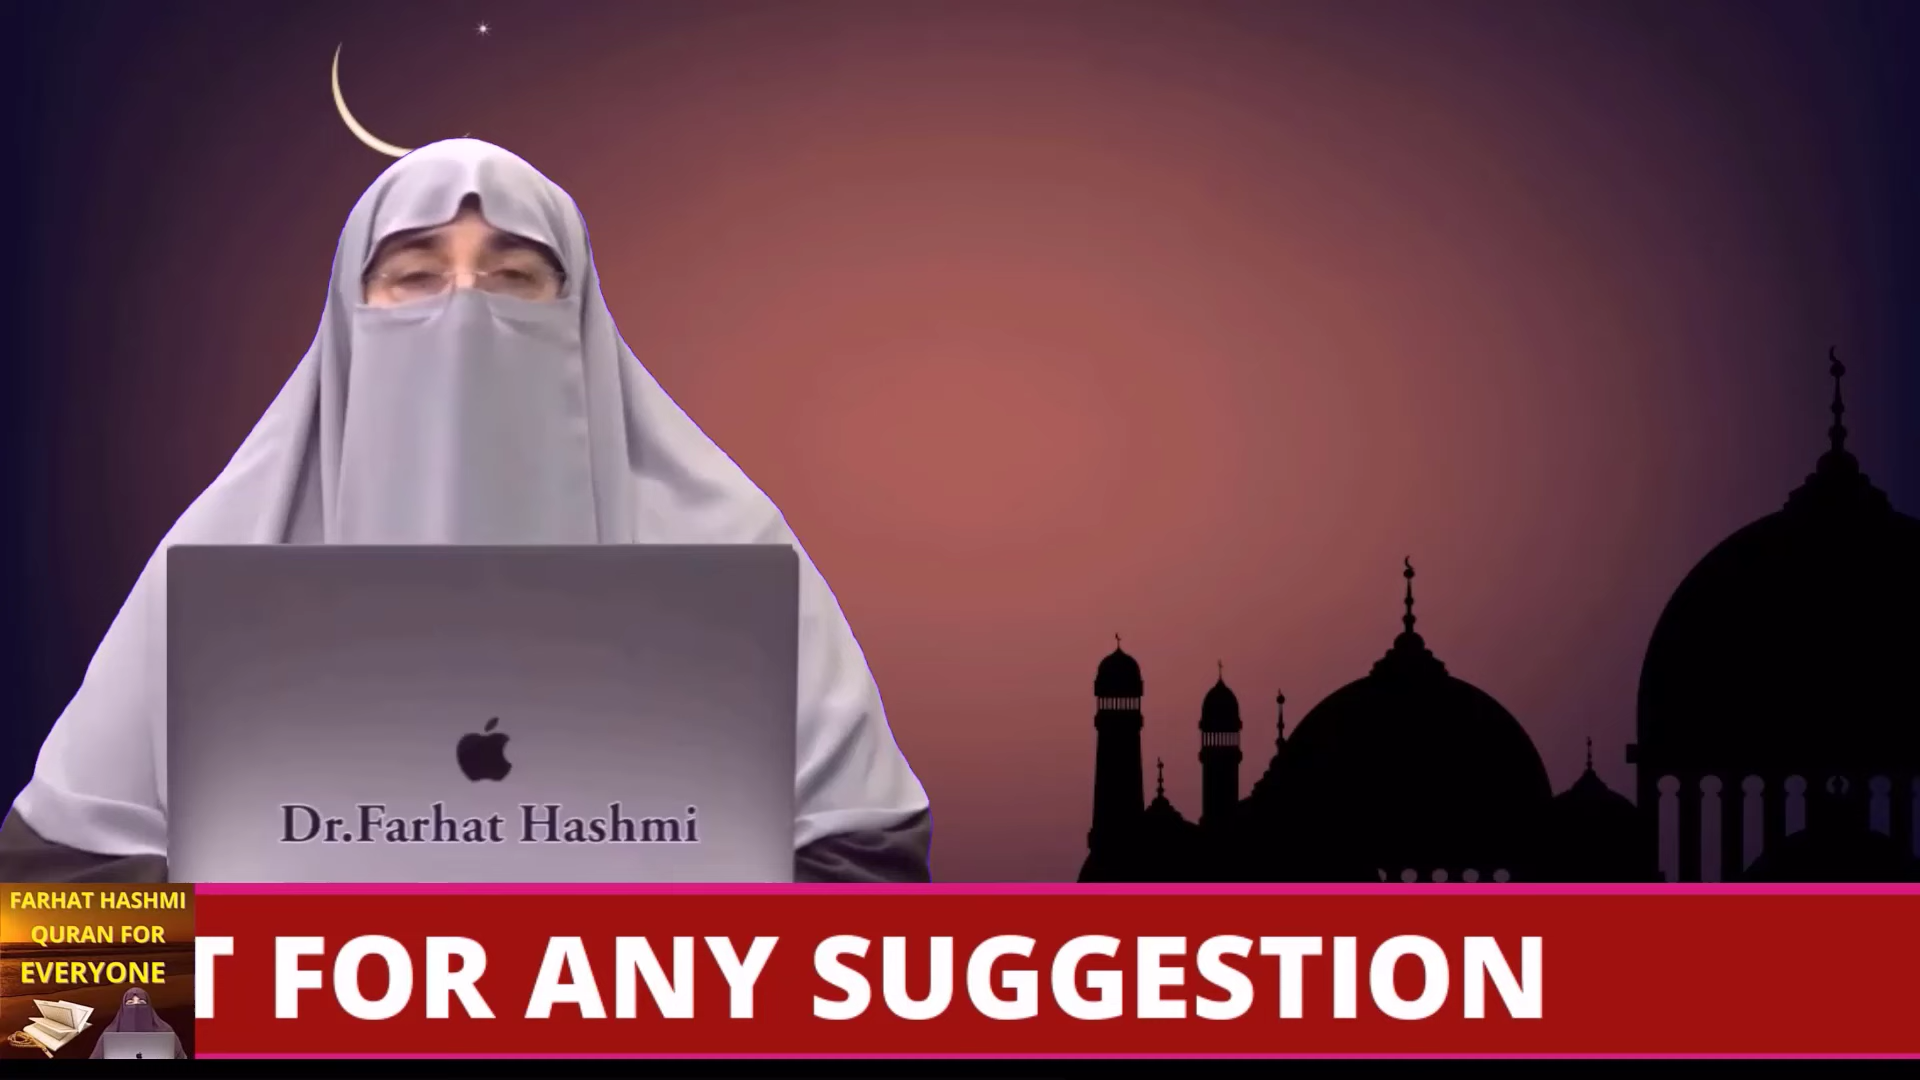 Dr.Farhat Hashmi
FARHAT HASHMI
QURAN FOR
EVERYONE
T FOR ANY SUGGESTION